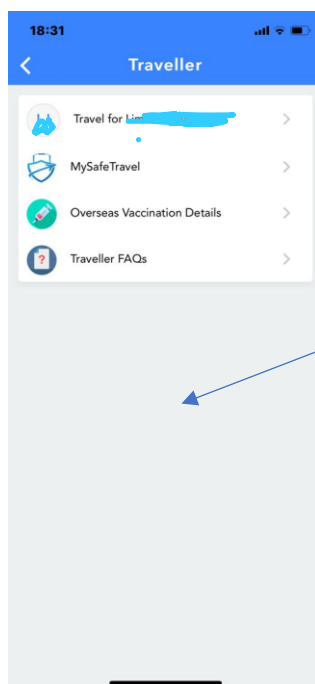 18:31
Traveller
Travel for
MySafeTravel
Overseas Vaccination Details
Traveller FAQs